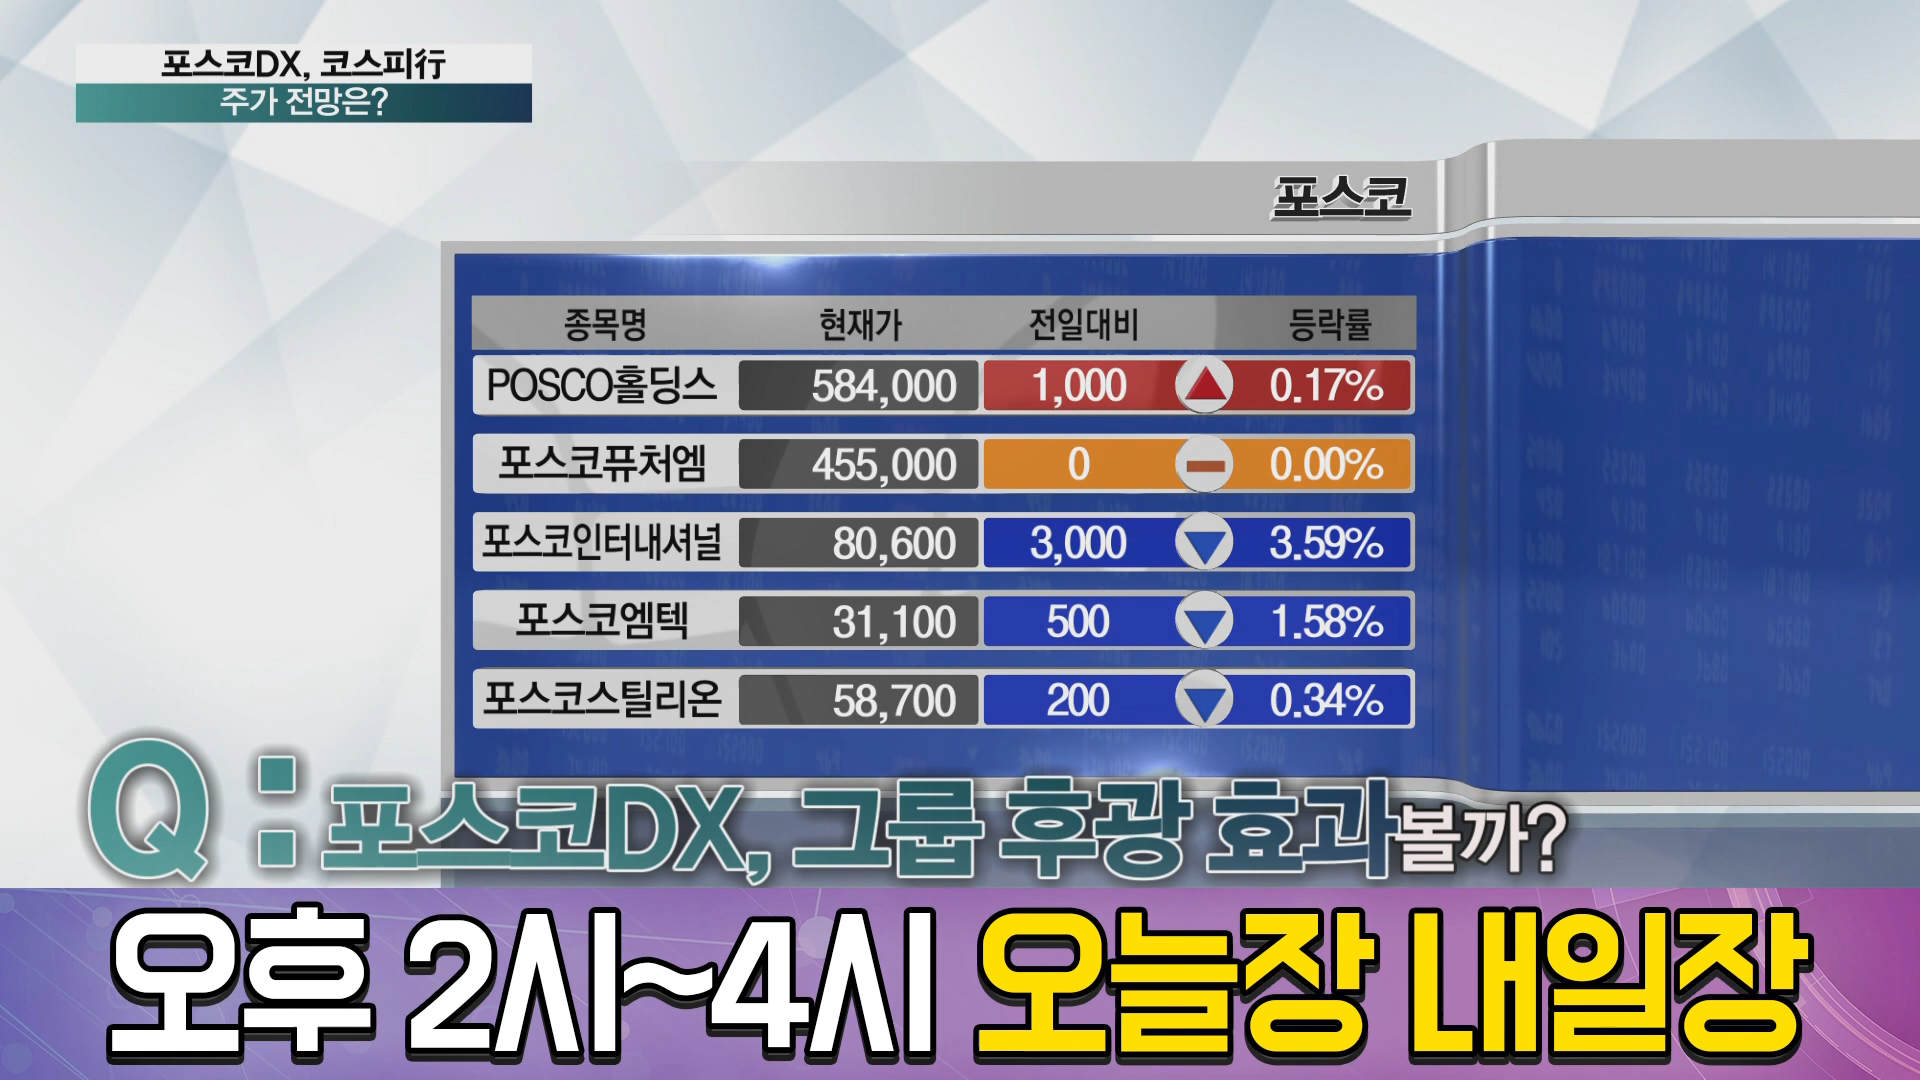 포스코DX, 코스피行
주가 전망은?
포스코
종목명 현재가 전일대비 등락률
POSCO홀딩스 584,000 1,000 ▲ 0.17%
포스코퓨처엠 455,000 0 - 0.00%
포스코인터내셔널 80,600 3,000 ▼ 3.59%
포스코엠텍 31,100 500 ▼ 1.58%
포스코스틸리온 58,700 200 ▼ 0.34%
Q : 포스코DX, 그룹 후광 효과볼까?
오후 2시~4시 오늘장 내일장